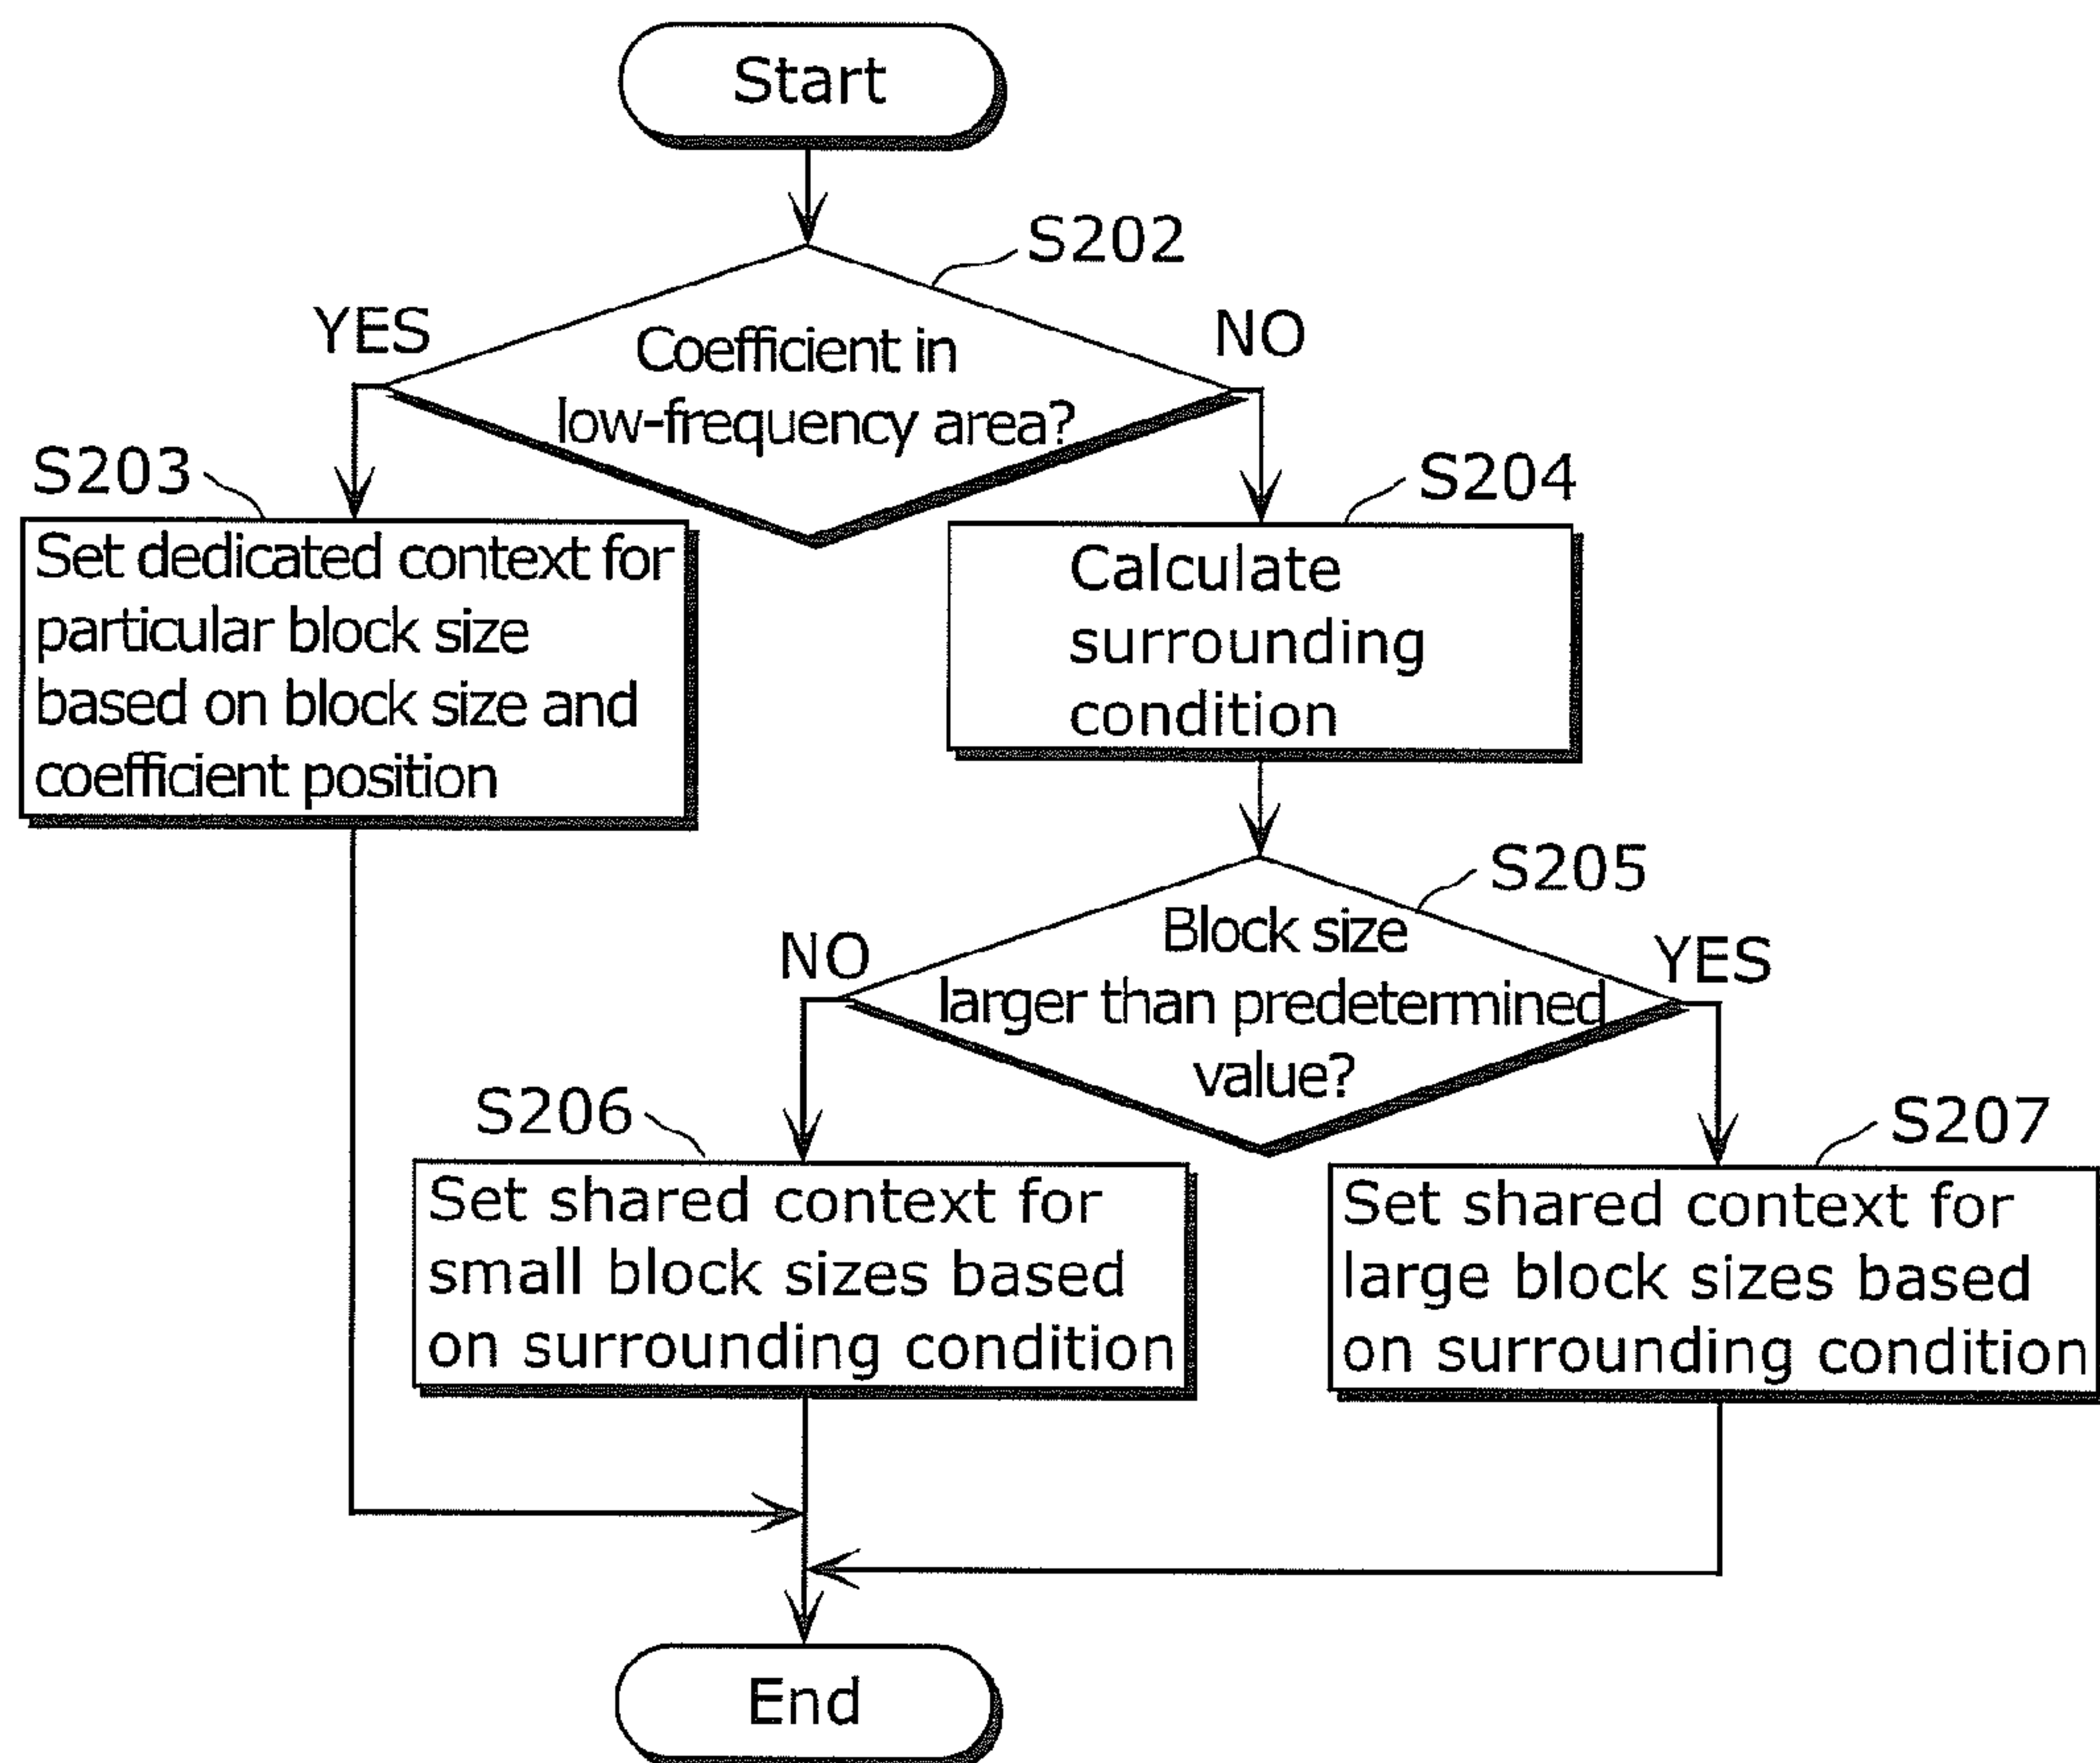 Start
S202
YES
NO
Coefficient in
low-frequency area?
S203
S204
Set dedicated context for
particular block size
based on block size and
coefficient position
Calculate
surrounding
condition
S205
Block size
larger than predetermined
value?
NO
YES
S206
S207
Set shared context for
small block sizes based
on surrounding condition
Set shared context for
large block sizes based
on surrounding condition
End